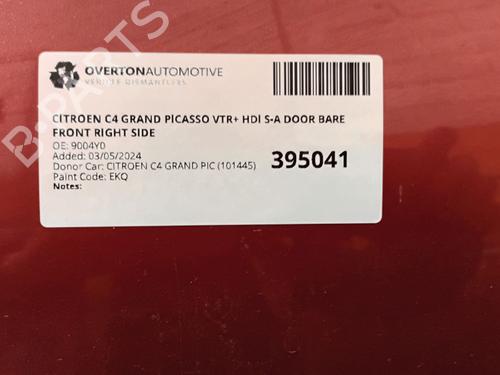 B-PARTS
OVERTONAUTOMOTIVE
VEHICLE DISMANTLERS
CITROEN C4 GRAND PICASSO VTR+ HDI S-A DOOR BARE
FRONT RIGHT SIDE
OE: 9004Y0
Added: 03/05/2024
Donor Car: CITROEN C4 GRAND PIC (101445)
Paint Code: EKQ
Notes:
395041